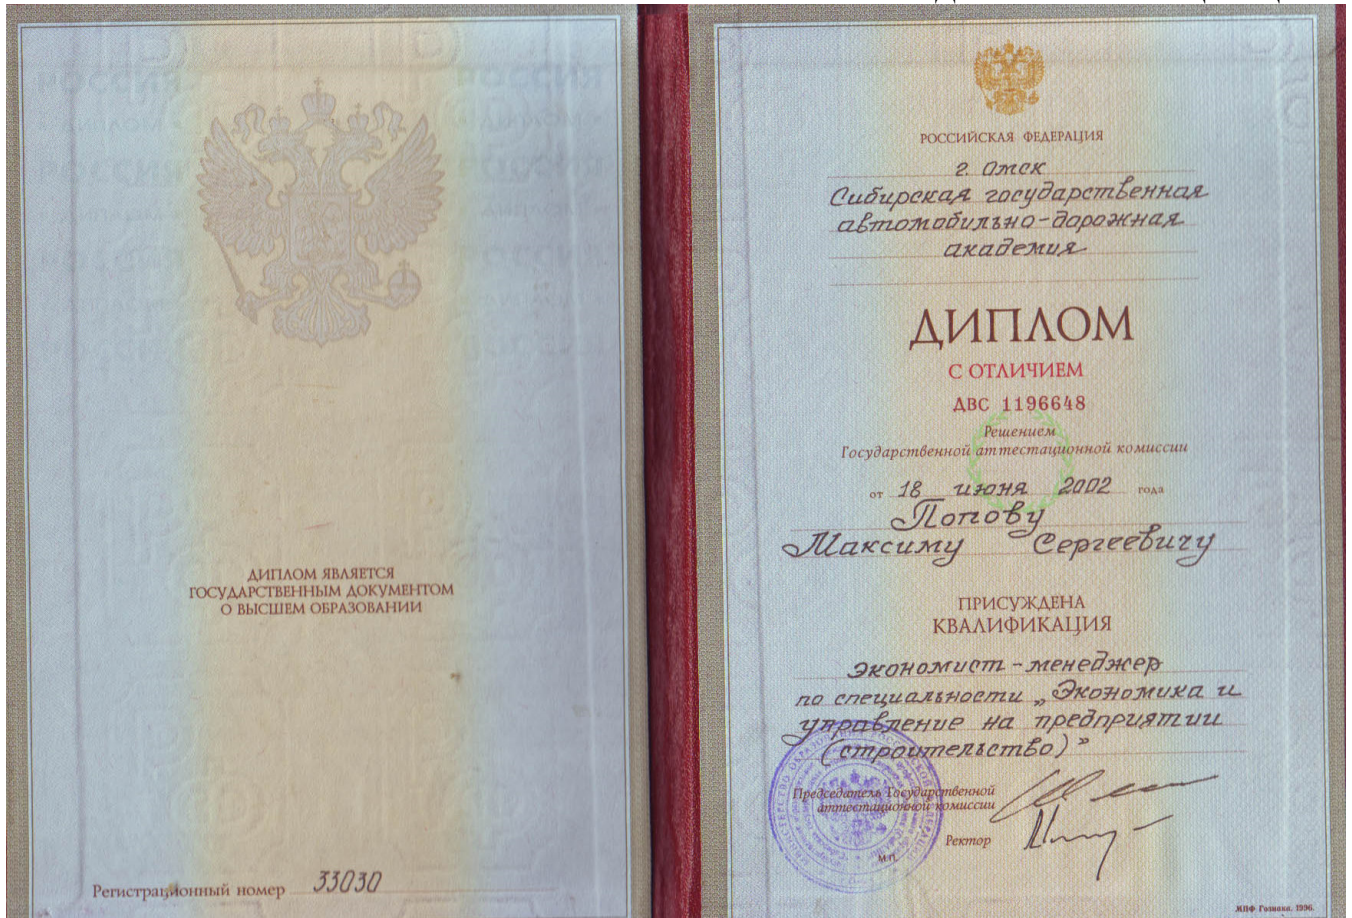 ДИПЛОМ ЯВЛЯЕТСЯ
ГОСУДАРСТВЕННЫМ ДОКУМЕНТОМ
О ВЫСШЕМ ОБРАЗОВАНИИ
Регистрационный номер 33030
РОССИЙСКАЯ ФЕДЕРАЦИЯ
г. Омск
Сибирская государственная
автомобильно-дорожная
академия
ДИПЛОМ
С ОТЛИЧИЕМ
ДВС 1196648
Решением
Государственной аттестационной комиссии
от 18 июня 2002 года
Попову
Максиму Сергеевичу
ПРИСУЖДЕНА
КВАЛИФИКАЦИЯ
экономист-менеджер
по специальности „Экономика и
управление на предприятии
(строительство)”
Председатель Государственной
аттестационной комиссии
Ректор
М.П.
МПФ Гознака. 1996.